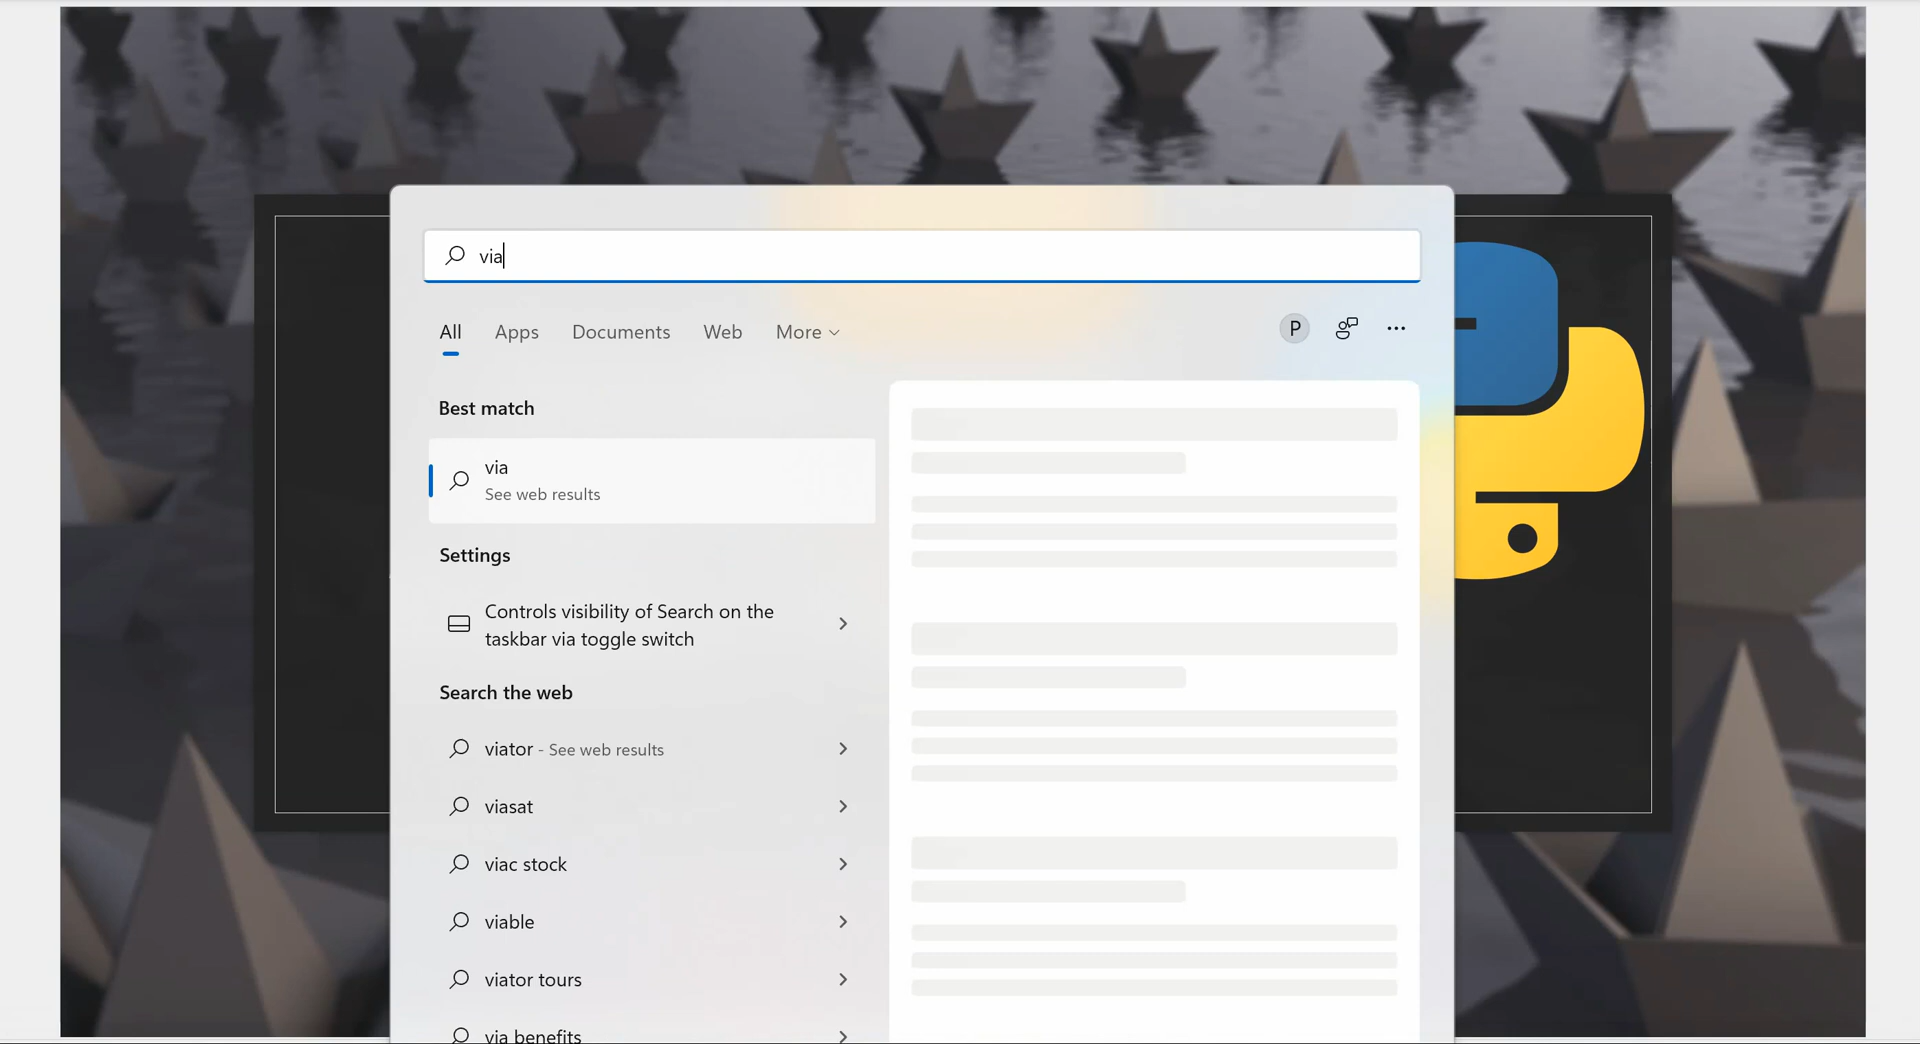 via
All Apps Documents Web More
P
Best match
via
See web results
Settings
Controls visibility of Search on the
taskbar via toggle switch
Search the web
viator - See web results
viasat
viac stock
viable
viator tours
via benefits